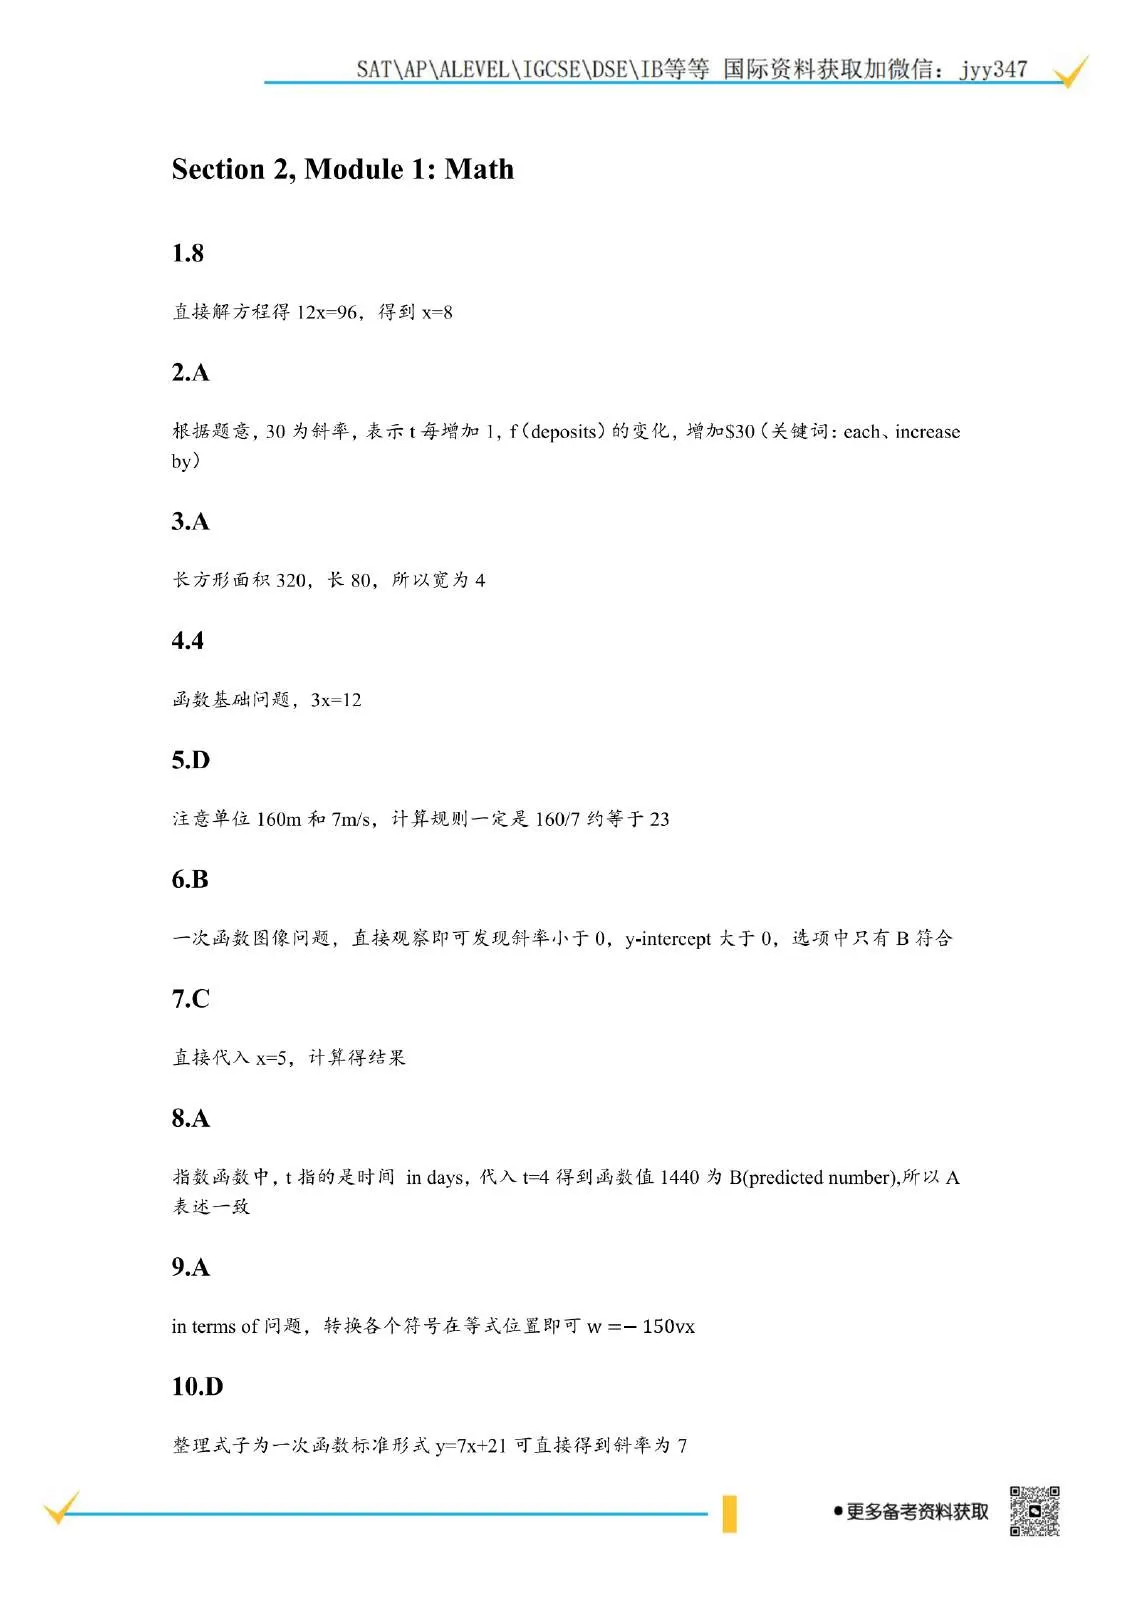 SAT\AP\ALEVEL\IGCSE\DSE\IB等等 国际资料获取加微信：jyy347
Section 2, Module 1: Math
1.8
直接解方程得 12x=96，得到 x=8
2.A
根据题意，30 为斜率，表示 t 每增加 1，f（deposits）的变化，增加$30（关键词：each、increase
by）
3.A
长方形面积 320，长 80，所以宽为 4
4.4
函数基础问题，3x=12
5.D
注意单位 160m 和 7m/s，计算规则一定是 160/7 约等于 23
6.B
一次函数图像问题，直接观察即可发现斜率小于 0，y-intercept 大于 0，选项中只有 B 符合
7.C
直接代入 x=5，计算得结果
8.A
指数函数中，t 指的是时间 in days，代入 t=4 得到函数值 1440 为 B(predicted number),所以 A
表述一致
9.A
in terms of 问题，转换各个符号在等式位置即可 w =− 150vx
10.D
整理式子为一次函数标准形式 y=7x+21 可直接得到斜率为 7
●更多备考资料获取